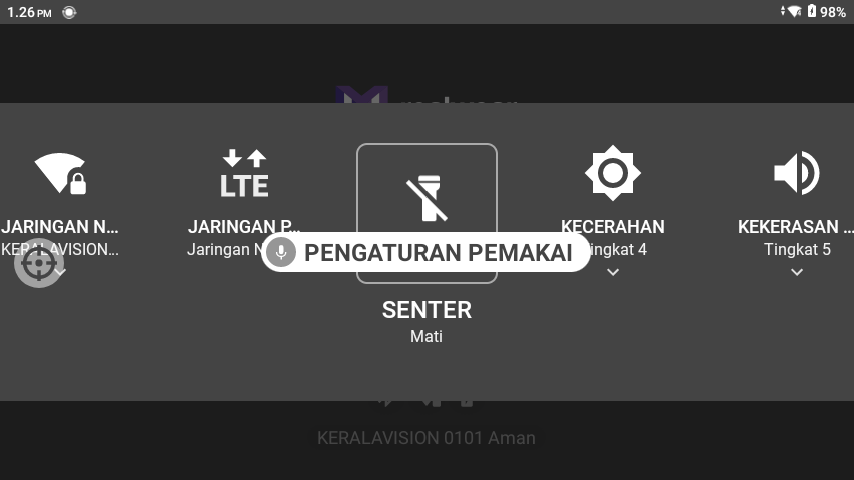 1.26 PM
98%
JARINGAN N...
KERALAVISION...
JARINGAN P...
Jaringan N
LTE
PENGATURAN PEMAKAI
SENTER
Mati
KECERAHAN
ingkat 4
KEKERASAN ...
Tingkat 5
KERALAVISION 0101 Aman